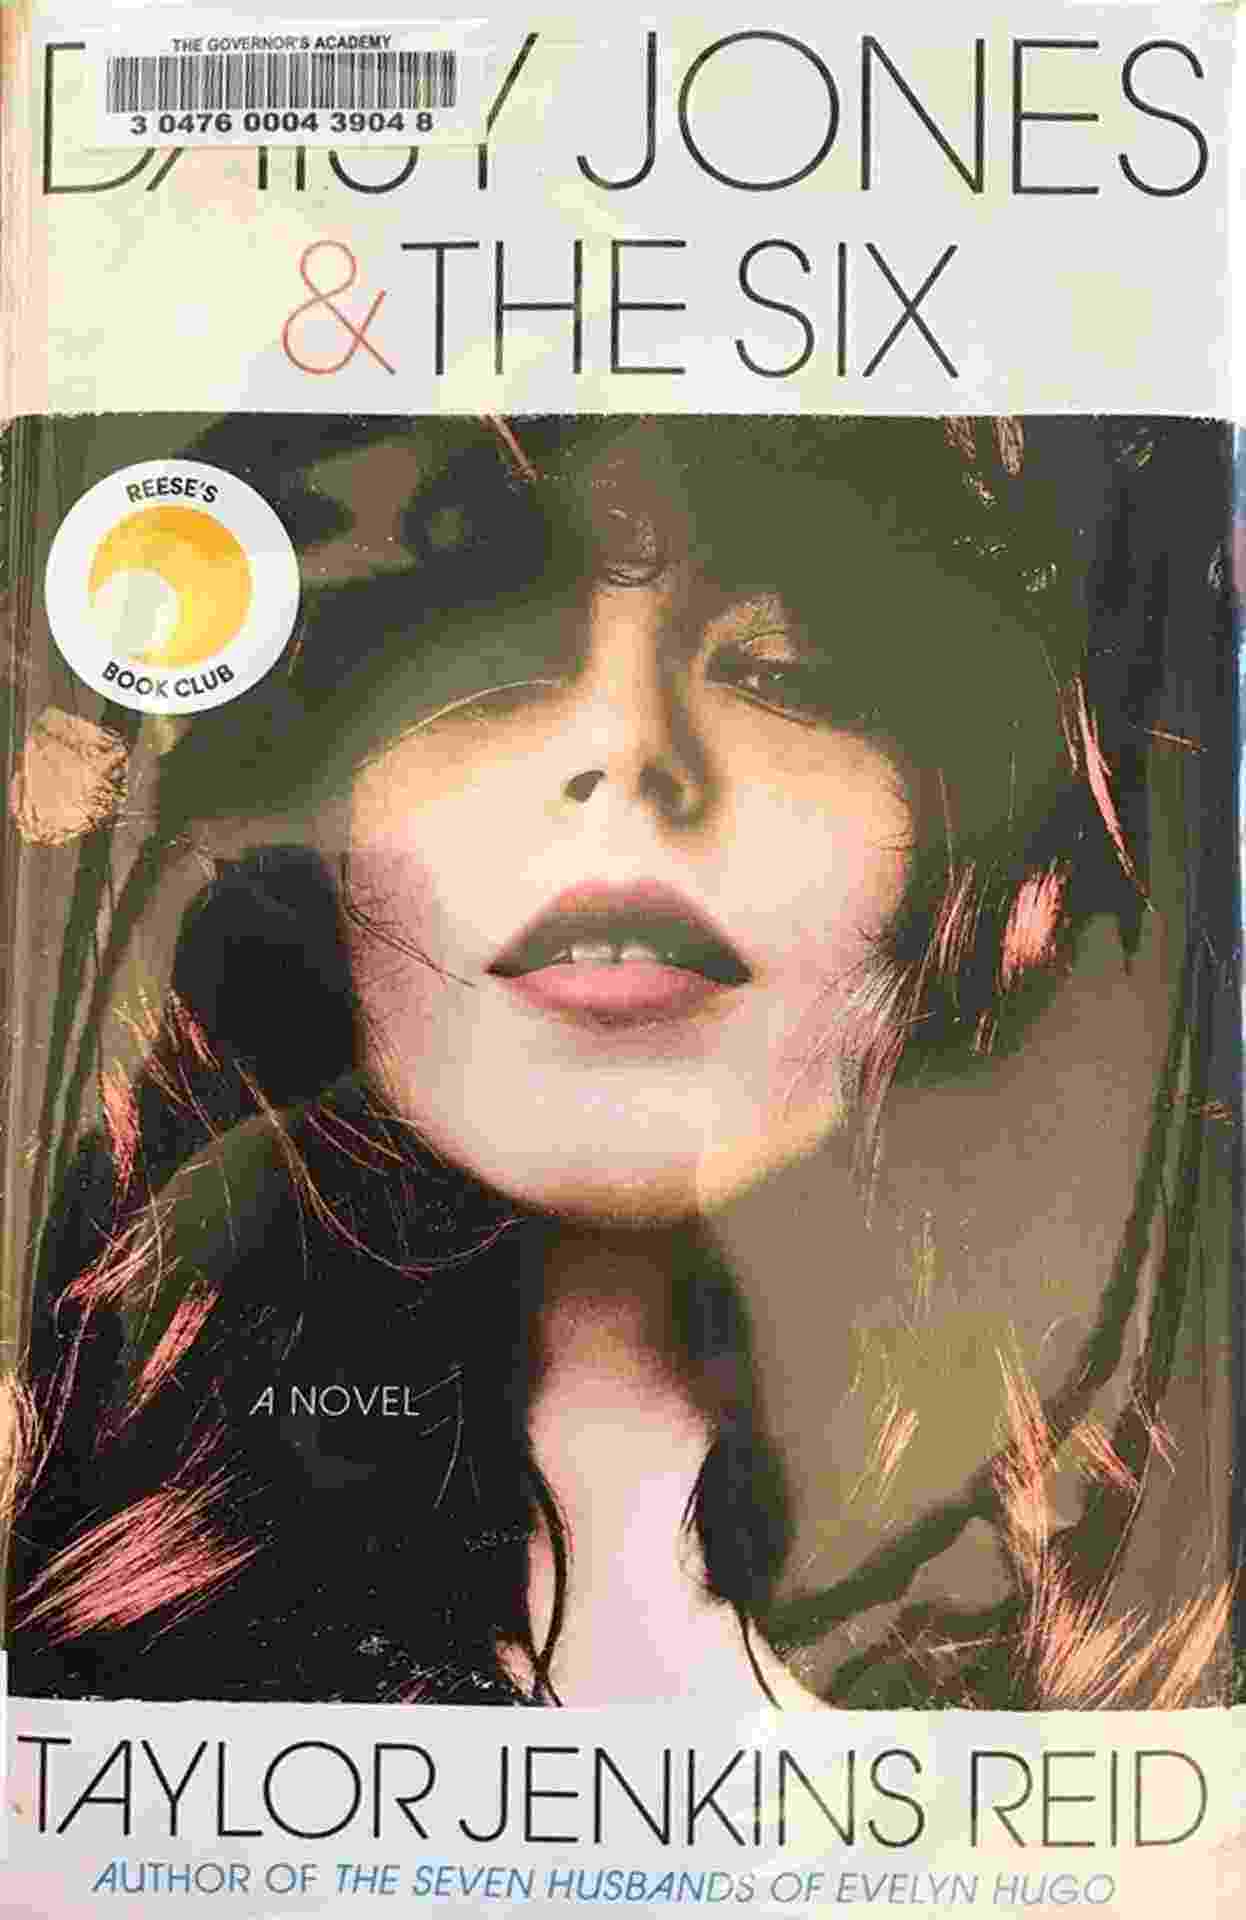 THE GOVERNOR'S ACADEMY
3 0476 0004 3904 8
DAISY JONES
& THE SIX
REESE'S
BOOK CLUB
A NOVEL
TAYLOR JENKINS REID
AUTHOR OF THE SEVEN HUSBANDS OF EVELYN HUGO